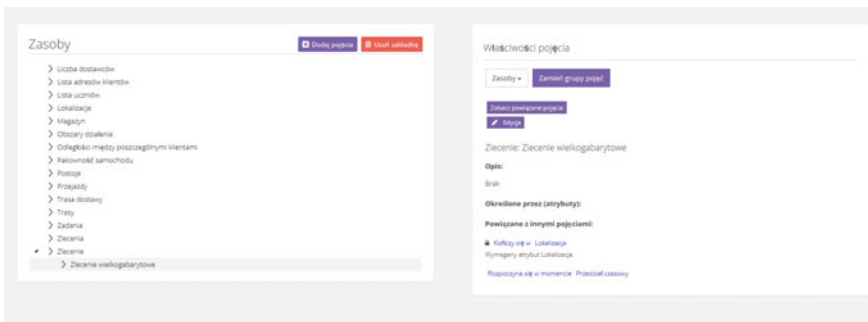 Zasoby
Dodaj pojęcia
Usuń zakładkę
Liczba dostawców
Lista adresów klientów
Lista uczniów
Lokalizacje
Magazyn
Obszary działania
Odległości między poszczególnymi klientami
Pakowność samochodu
Postoje
Przejazdy
Trasa dostawy
Trasy
Zadania
Zlecenia
Zlecenie
Zlecenie wielkogabarytowe
Właściwości pojęcia
Zasoby
Zamień grupy pojęć
Zobacz powiązane pojęcia
Edycja
Zlecenie: Zlecenie wielkogabarytowe
Opis:
Brak
Określone przez (atrybuty):
Powiązane z innymi pojęciami:
Kończy się w Lokalizacja
Wymagany atrybut Lokalizacja
Rozpoczyna się w momencie Przedział czasowy